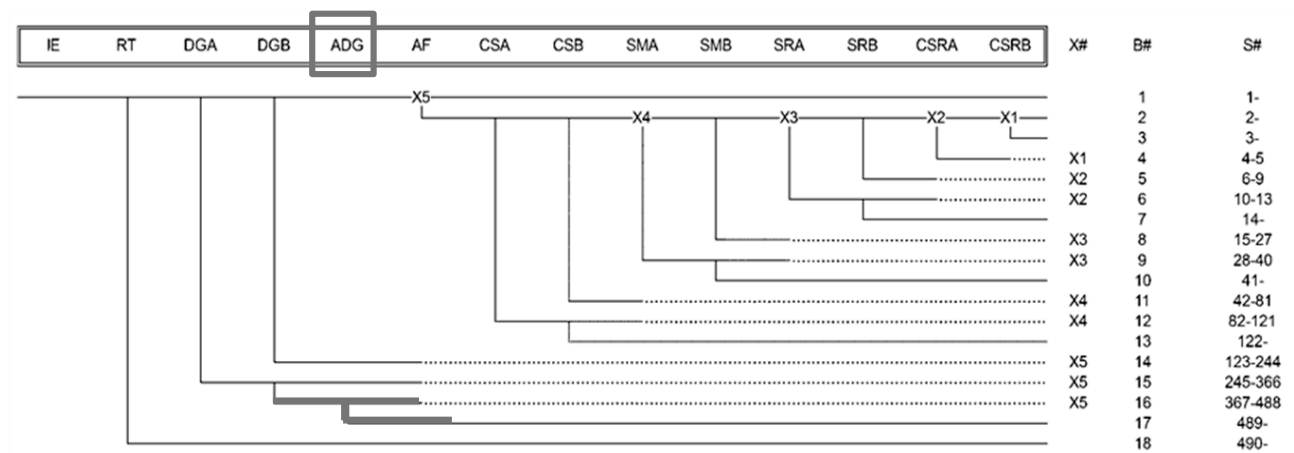 IE RT DGA DGB ADG AF CSA CSB SMA SMB SRA SRB CSRA CSRB X# B# S#
X5 1 1-
X4 X3 X2 X1 2 2-
3 3-
X1 4 4-5
X2 5 6-9
X2 6 10-13
7 14-
X3 8 15-27
X3 9 28-40
10 41-
X4 11 42-81
X4 12 82-121
13 122-
X5 14 123-244
X5 15 245-366
X5 16 367-488
17 489-
18 490-